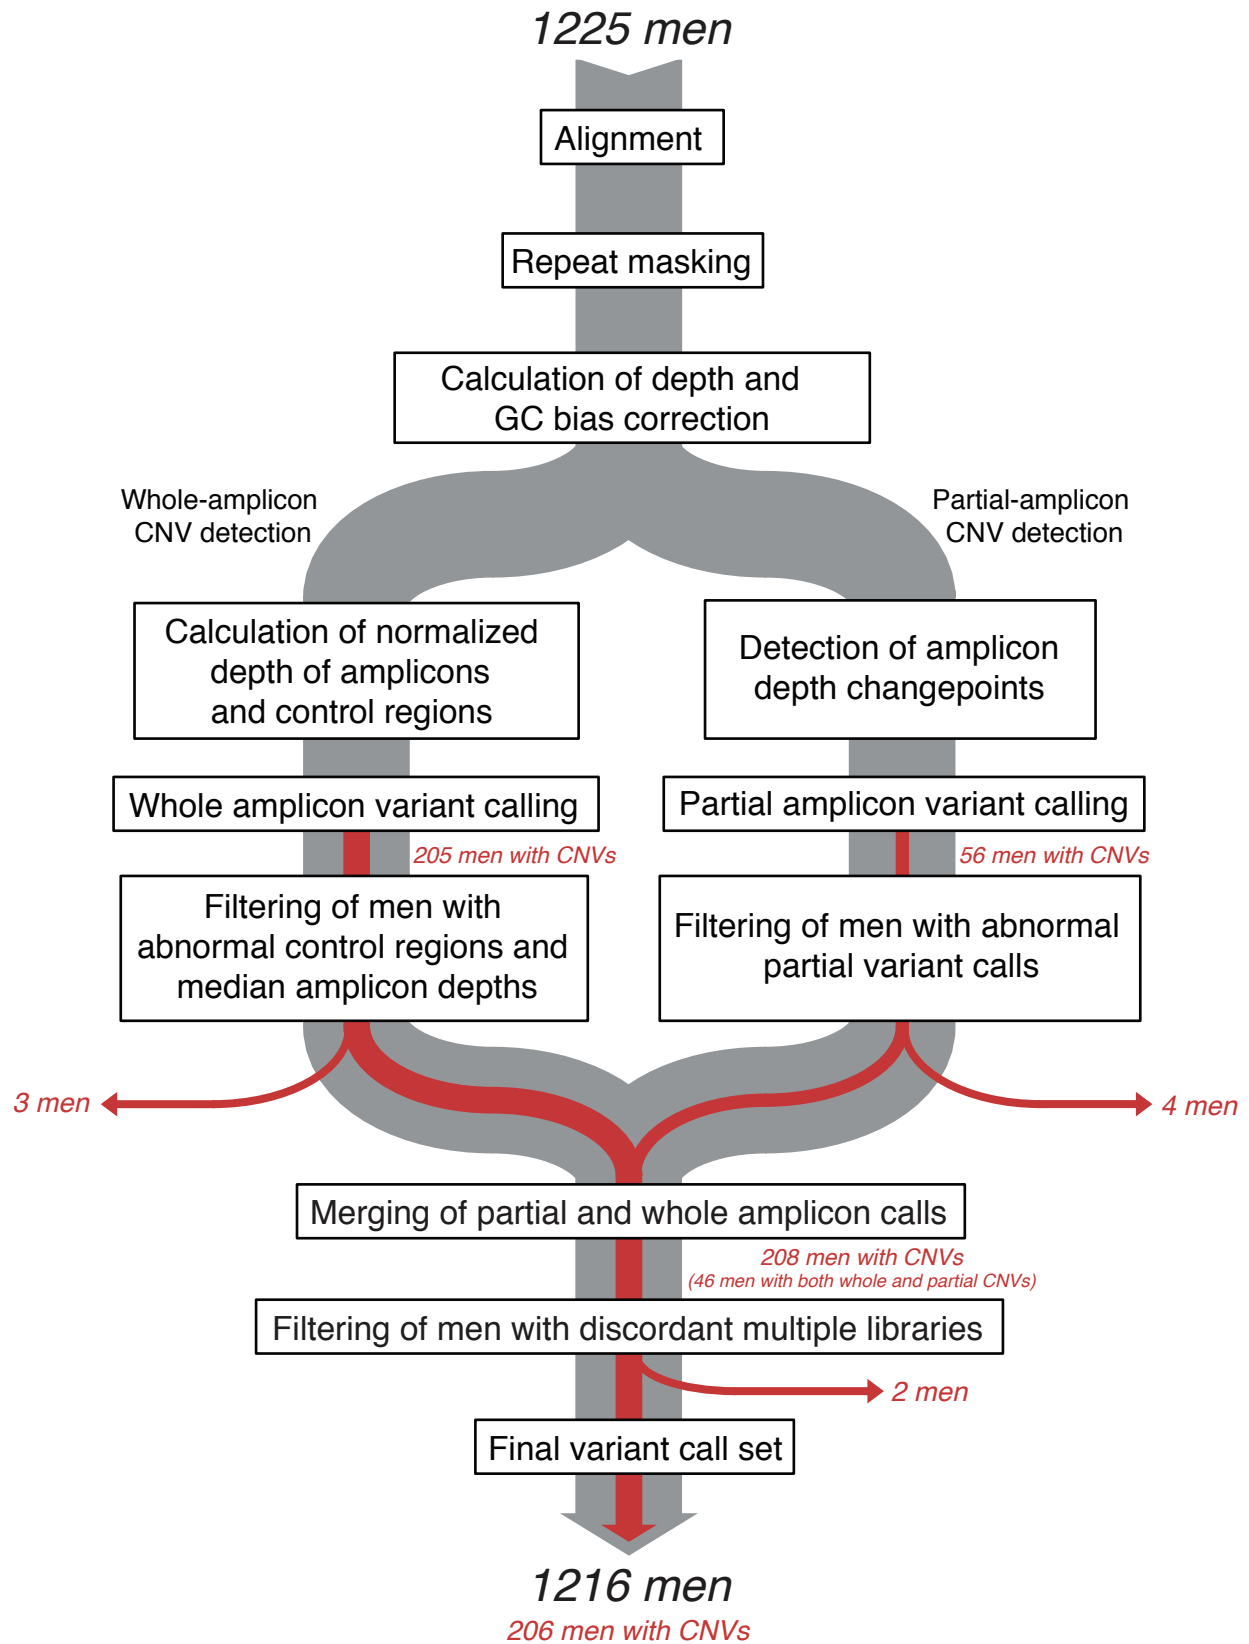 1225 men
Alignment
Repeat masking
Calculation of depth and
GC bias correction
Whole-amplicon
CNV detection
Partial-amplicon
CNV detection
Calculation of normalized
depth of amplicons
and control regions
Detection of amplicon
depth changepoints
Whole amplicon variant calling
Partial amplicon variant calling
205 men with CNVs
56 men with CNVs
Filtering of men with
abnormal control regions and
median amplicon depths
Filtering of men with abnormal
partial variant calls
3 men
4 men
Merging of partial and whole amplicon calls
208 men with CNVs
(46 men with both whole and partial CNVs)
Filtering of men with discordant multiple libraries
2 men
Final variant call set
1216 men
206 men with CNVs